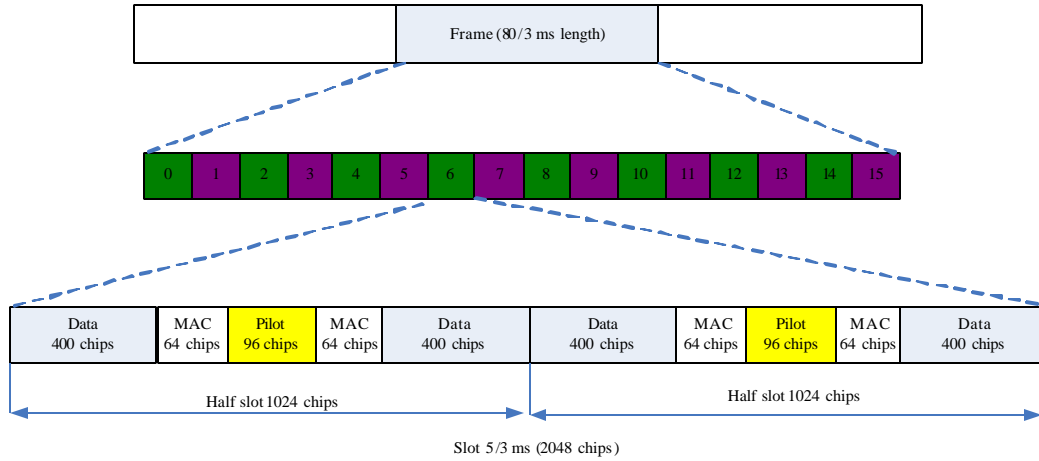 Frame (80/3 ms length)
0 1 2 3 4 5 6 7 8 9 10 11 12 13 14 15
Data MAC Pilot MAC Data Data MAC Pilot MAC Data
400 chips 64 chips 96 chips 64 chips 400 chips 400 chips 64 chips 96 chips 64 chips 400 chips
Half slot 1024 chips Half slot 1024 chips
Slot 5/3 ms (2048 chips)